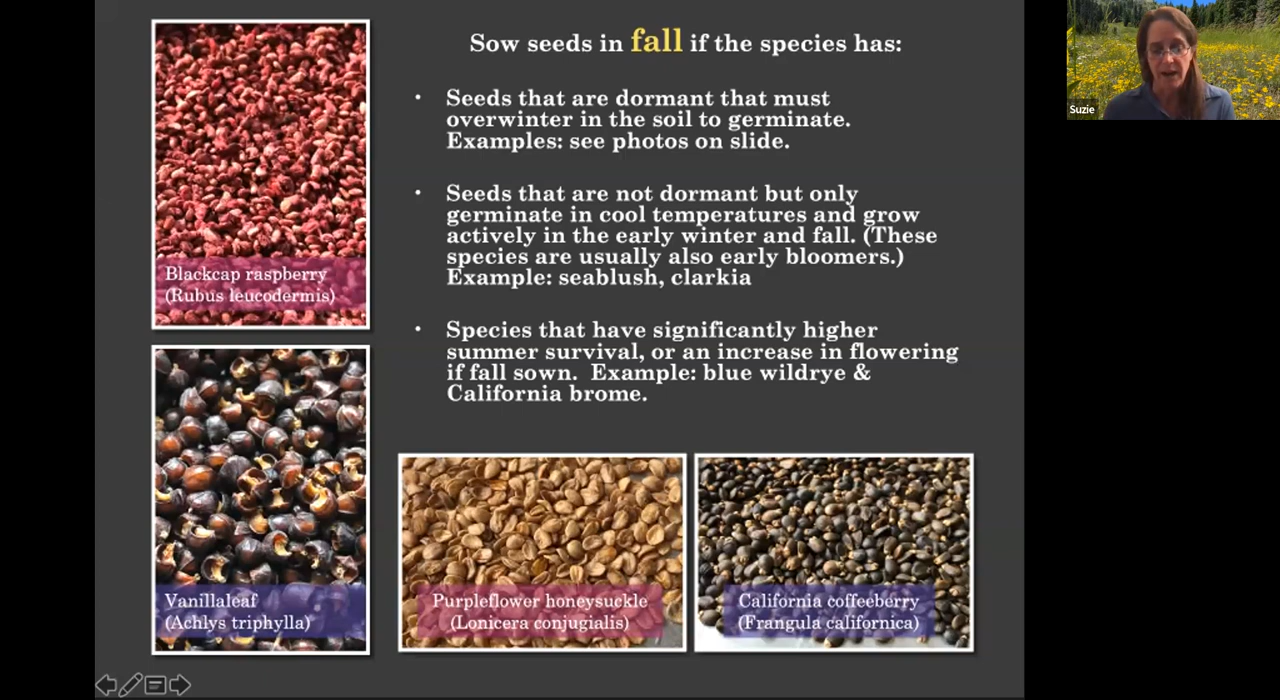 Sow seeds in fall if the species has:
• Seeds that are dormant that must
overwinter in the soil to germinate.
Examples: see photos on slide.
• Seeds that are not dormant but only
germinate in cool temperatures and grow
actively in the early winter and fall. (These
species are usually also early bloomers.)
Example: seablush, clarkia
• Species that have significantly higher
summer survival, or an increase in flowering
if fall sown. Example: blue wildrye &
California brome.
Blackcap raspberry
(Rubus leucodermis)
Vanillaleaf
(Achlys triphylla)
Purpleflower honeysuckle
(Lonicera conjugialis)
California coffeeberry
(Frangula californica)
Suzie